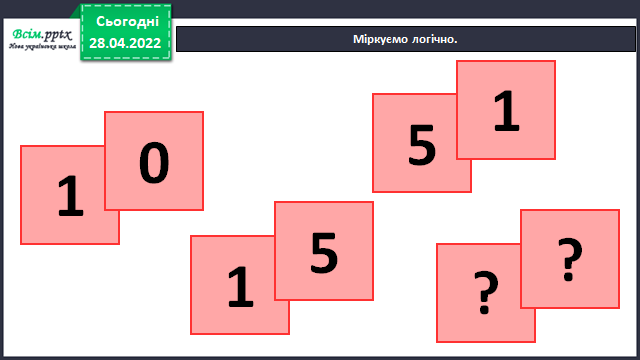 Всім.pptx
Нова українська школа
Сьогодні
28.04.2022
Міркуємо логічно.
1 0
5 1
1 5
? ?